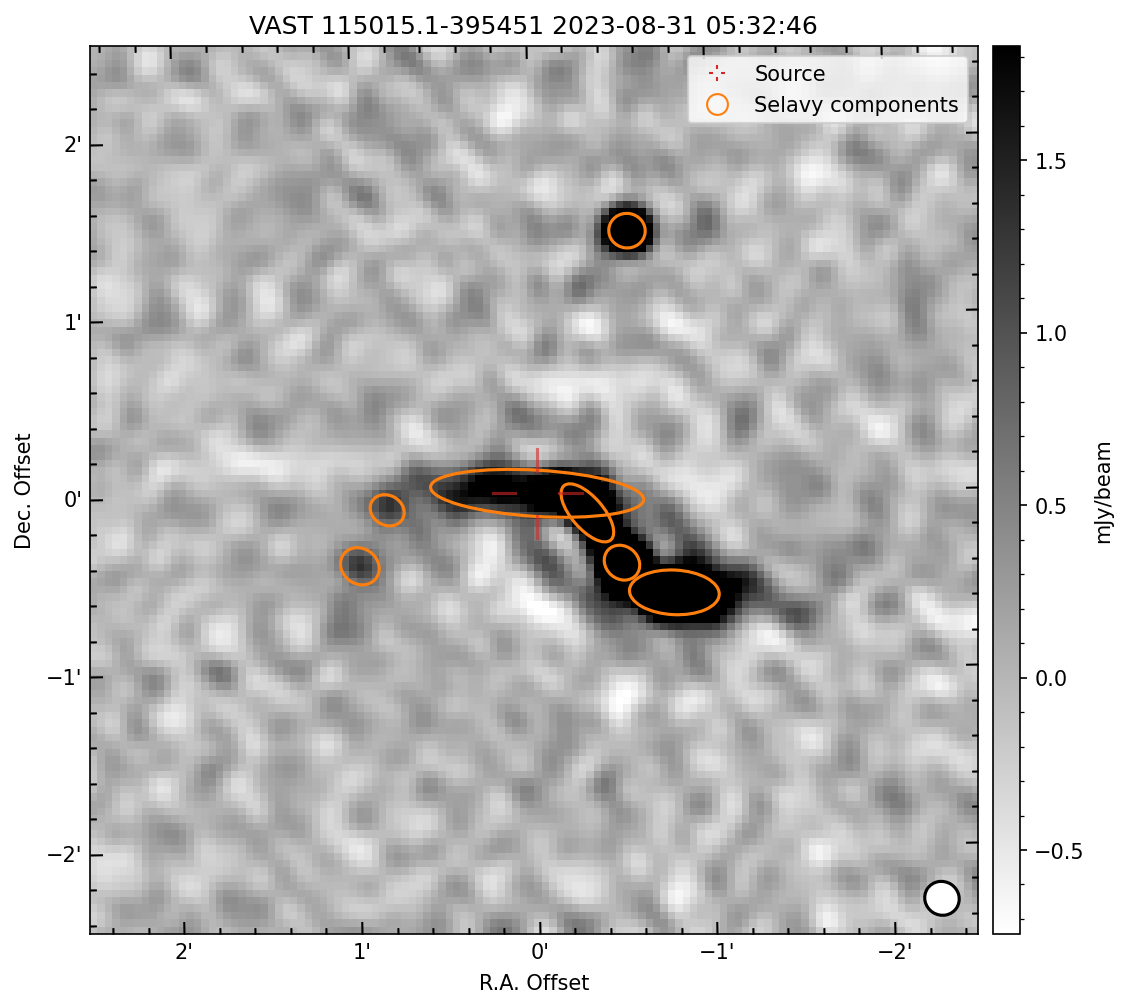 VAST 115015.1-395451 2023-08-31 05:32:46
Source
Selavy components
2'
1'
0'
−1'
−2'
Dec. Offset
2'
1'
0'
−1'
−2'
R.A. Offset
1.5
1.0
0.5
0.0
−0.5
mJy/beam